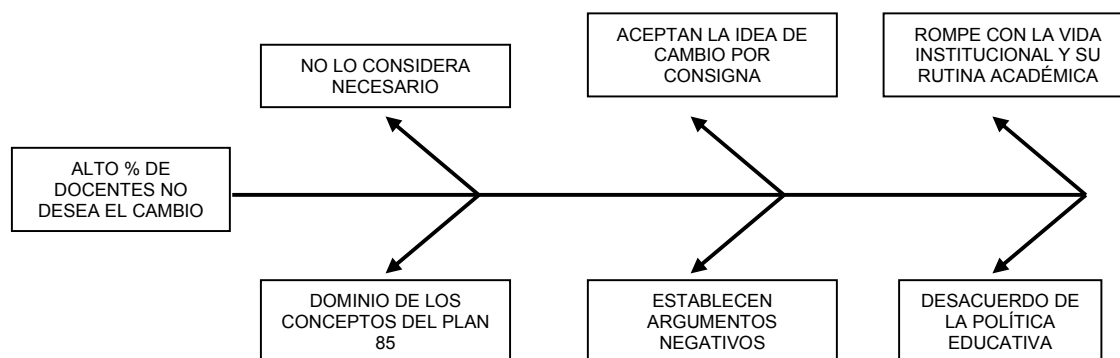 NO LO CONSIDERA
NECESARIO
ACEPTAN LA IDEA DE
CAMBIO POR
CONSIGNA
ROMPE CON LA VIDA
INSTITUCIONAL Y SU
RUTINA ACADÉMICA
ALTO % DE
DOCENTES NO
DESEA EL CAMBIO
DOMINIO DE LOS
CONCEPTOS DEL PLAN
85
ESTABLECEN
ARGUMENTOS
NEGATIVOS
DESACUERDO DE
LA POLÍTICA
EDUCATIVA